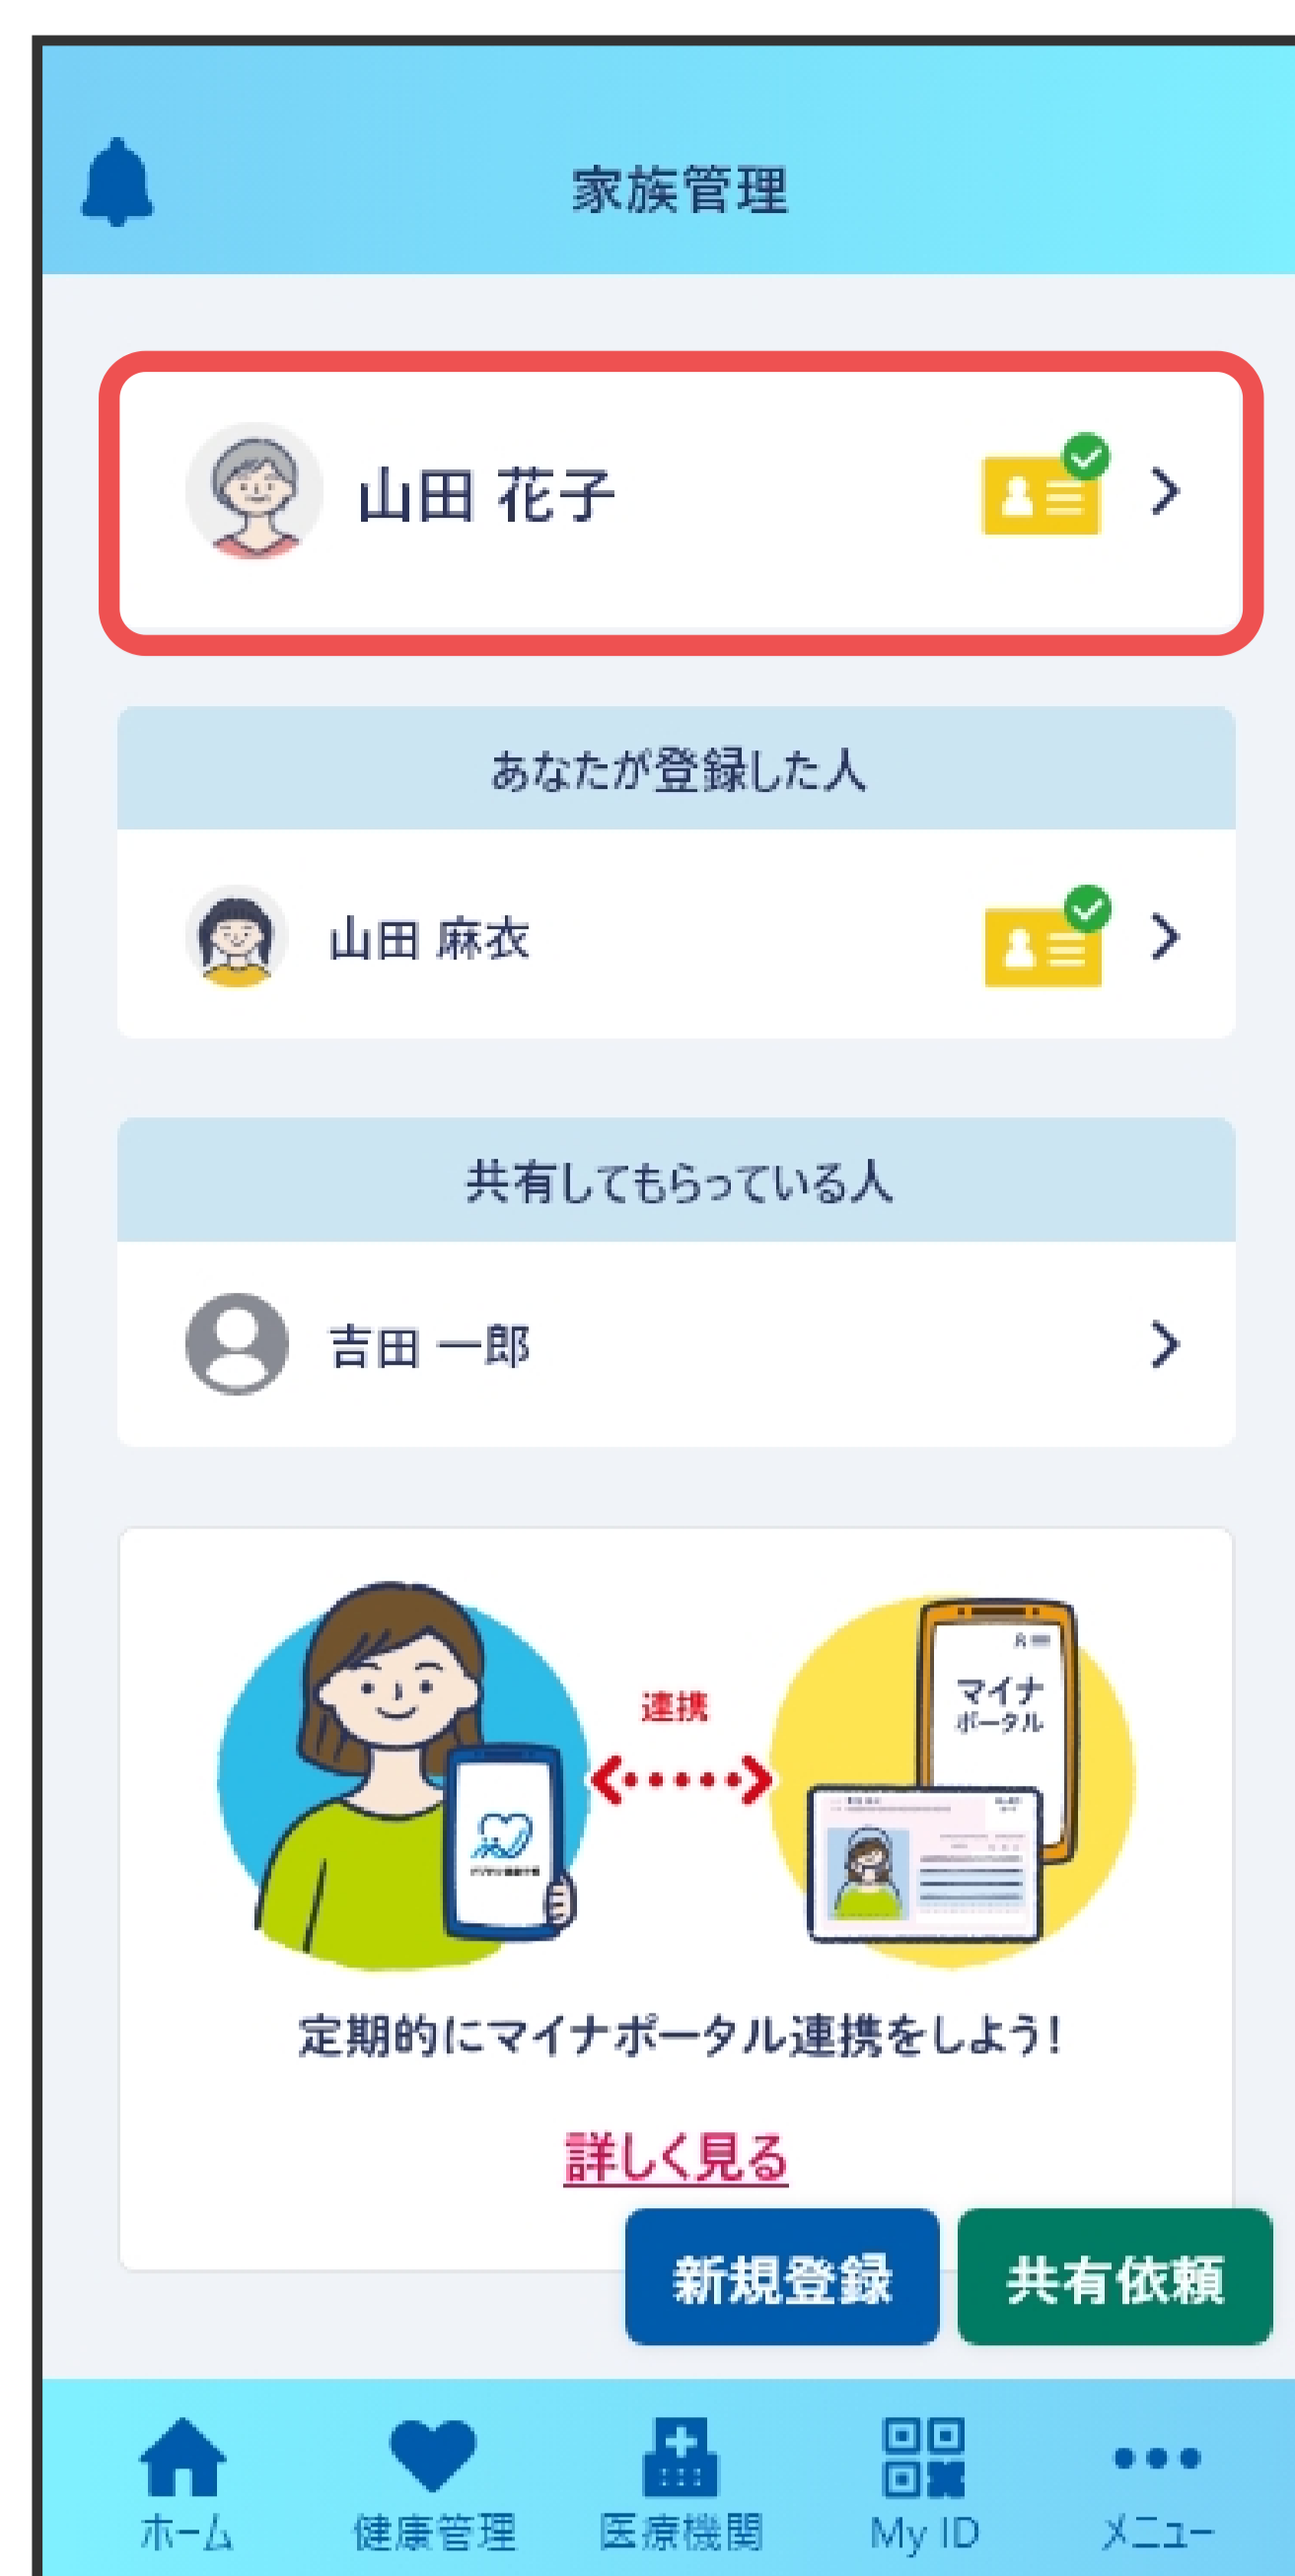 家族管理
山田 花子
あなたが登録した人
山田 麻衣
共有してもらっている人
吉田 一郎
連携
マイナ
ポータル
定期的にマイナポータル連携をしよう!
詳しく見る
新規登録 共有依頼
ホーム 健康管理 医療機関 My ID メニュー